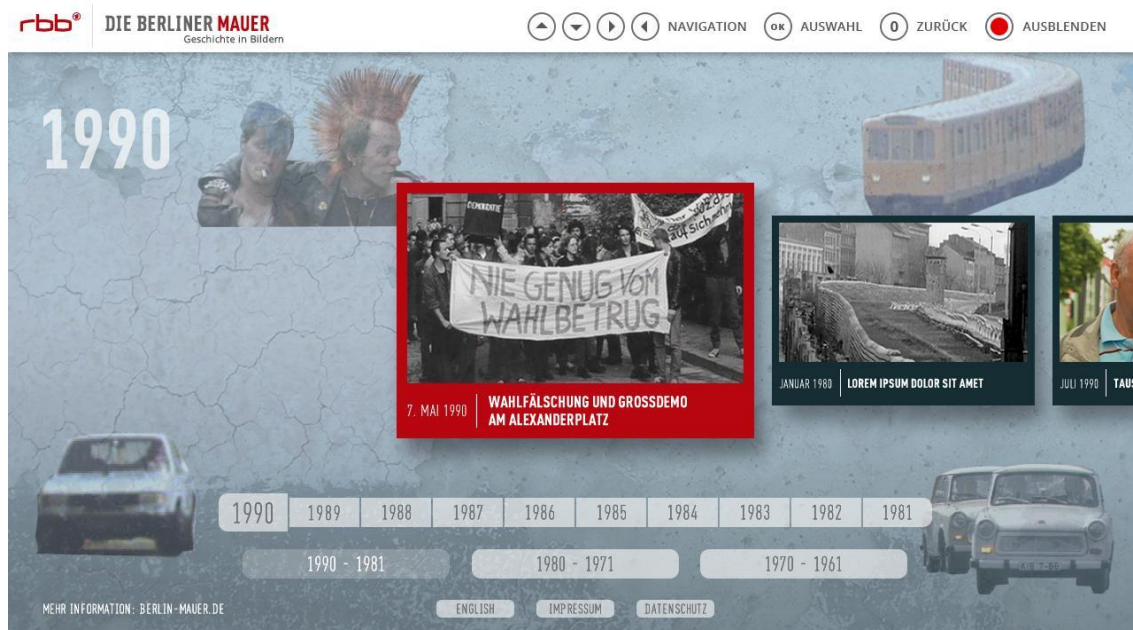 rbb
DIE BERLINER MAUER
Geschichte in Bildern
NAVIGATION
OK AUSWAHL
0 ZURÜCK
AUSBLENDEN
1990
DEMOKRATIE
auf sich
NIE GENUG VOM
WAHLBETRUG
7. MAI 1990
WAHLFÄLSCHUNG UND GROSSDEMO
AM ALEXANDERPLATZ
JANUAR 1980
LOREM IPSUM DOLOR SIT AMET
JULI 1990
TAUS
1990 1989 1988 1987 1986 1985 1984 1983 1982 1981
1990 - 1981 1980 - 1971 1970 - 1961
MEHR INFORMATION: BERLIN-MAUER.DE
ENGLISH IMPRESSUM DATENSCHUTZ